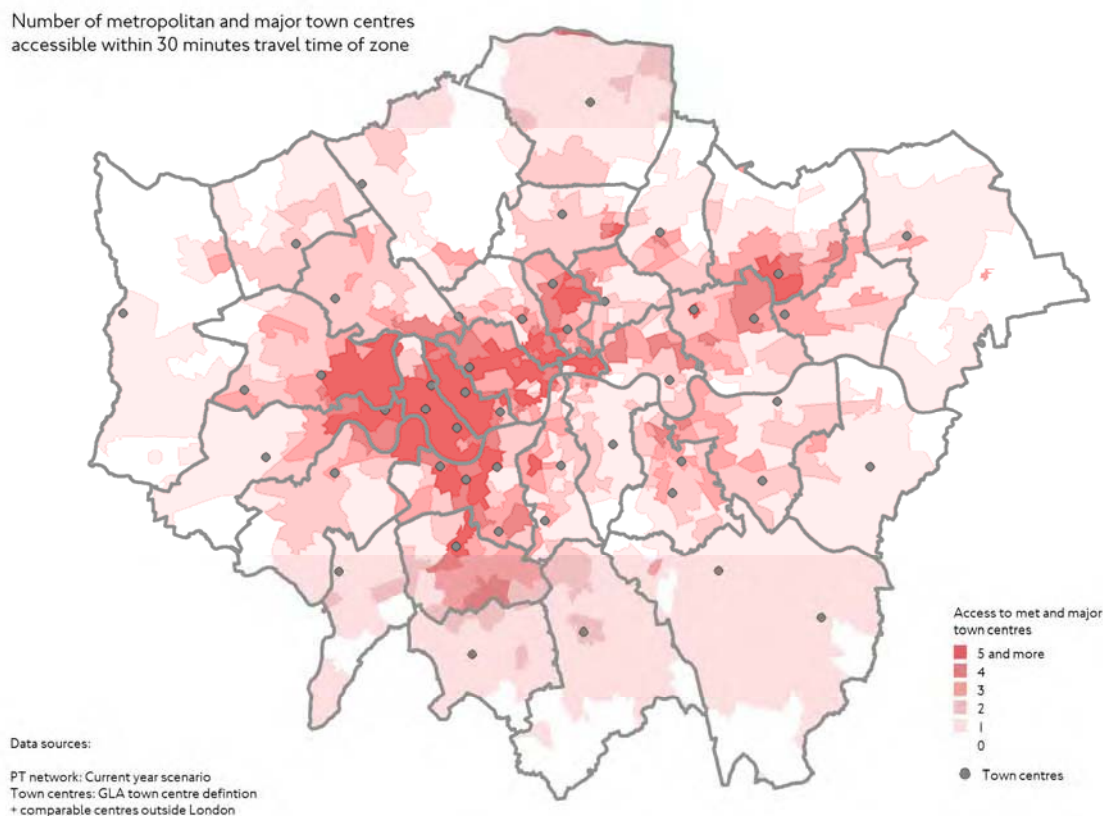 Number of metropolitan and major town centres
accessible within 30 minutes travel time of zone
Access to met and major
town centres
5 and more
4
3
2
1
0
Town centres
Data sources:
PT network: Current year scenario
Town centres: GLA town centre defintion
+ comparable centres outside London